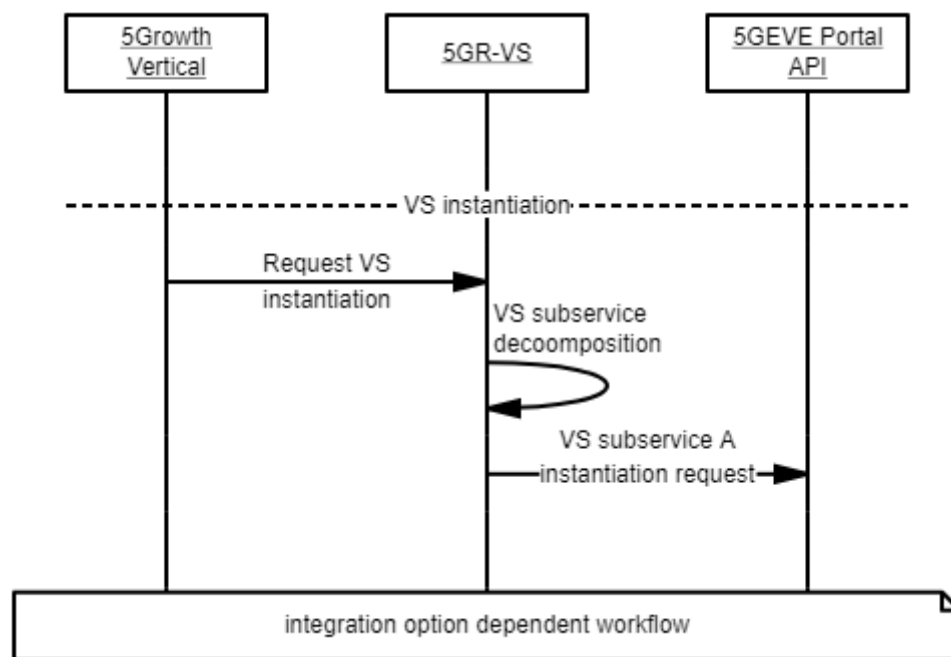 5Growth
Vertical
5GR-VS
5GEVE Portal
API
VS instantiation
Request VS
instantiation
VS subservice
decoomposition
VS subservice A
instantiation request
integration option dependent workflow